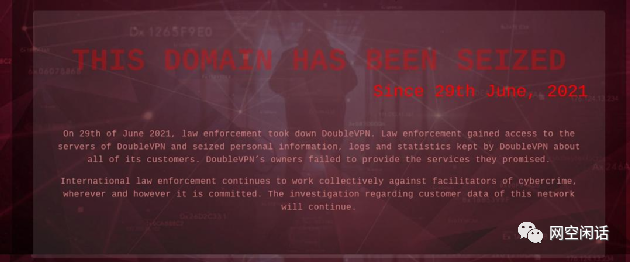 THIS DOMAIN HAS BEEN SEIZED
Since 29th June, 2021
On 29th of June 2021, law enforcement took down DoubleVPN. Law enforcement gained access to the
servers of DoubleVPN and seized personal information, logs and statistics kept by DoubleVPN about
all of its customers. DoubleVPN's owners failed to provide the services they promised.
International law enforcement continues to work collectively against facilitators of cybercrime,
wherever and however it is committed. The investigation regarding customer data of this network
will continue.
网空闲话